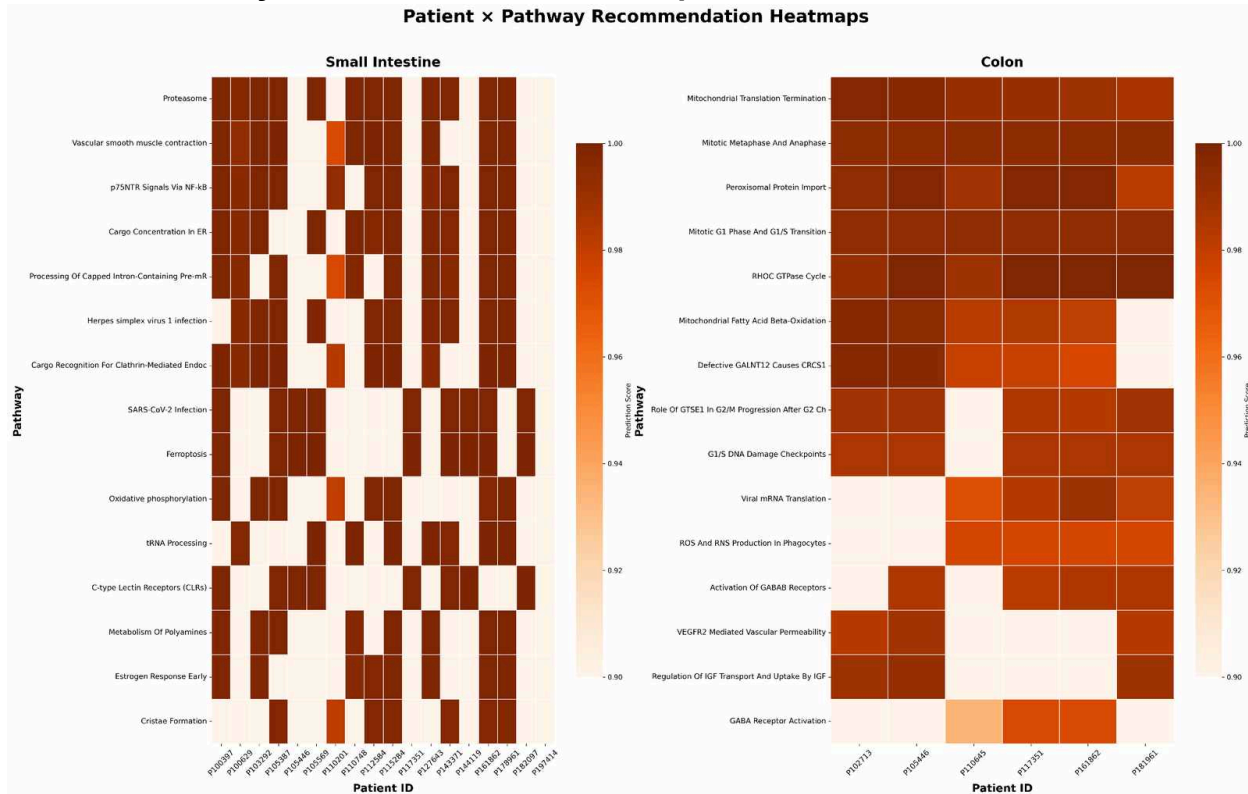 Patient × Pathway Recommendation Heatmaps
Small Intestine
Pathway
Proteasome
Vascular smooth muscle contraction
p75NTR Signals Via NF-kB
Cargo Concentration In ER
Processing Of Capped Intron-Containing Pre-mR
Herpes simplex virus 1 infection
Cargo Recognition For Clathrin-Mediated Endoc
SARS-CoV-2 Infection
Ferroptosis
Oxidative phosphorylation
tRNA Processing
C-type Lectin Receptors (CLRs)
Metabolism Of Polyamines
Estrogen Response Early
Cristae Formation
P100397
P100629
P103292
P105387
P105446
P105569
P110201
P110748
P112584
P115284
P117351
P127643
P143371
P144119
P161862
P178961
P182097
P197414
Patient ID
1.00
0.98
0.96
0.94
0.92
0.90
Prediction Score
Colon
Pathway
Mitochondrial Translation Termination
Mitotic Metaphase And Anaphase
Peroxisomal Protein Import
Mitotic G1 Phase And G1/S Transition
RHOC GTPase Cycle
Mitochondrial Fatty Acid Beta-Oxidation
Defective GALNT12 Causes CRCS1
Role Of GTSE1 In G2/M Progression After G2 Ch
G1/S DNA Damage Checkpoints
Viral mRNA Translation
ROS And RNS Production In Phagocytes
Activation Of GABAB Receptors
VEGFR2 Mediated Vascular Permeability
Regulation Of IGF Transport And Uptake By IGF
GABA Receptor Activation
P102713
P105446
P110645
P117351
P161862
P181961
Patient ID
1.00
0.98
0.96
0.94
0.92
0.90
Prediction Score